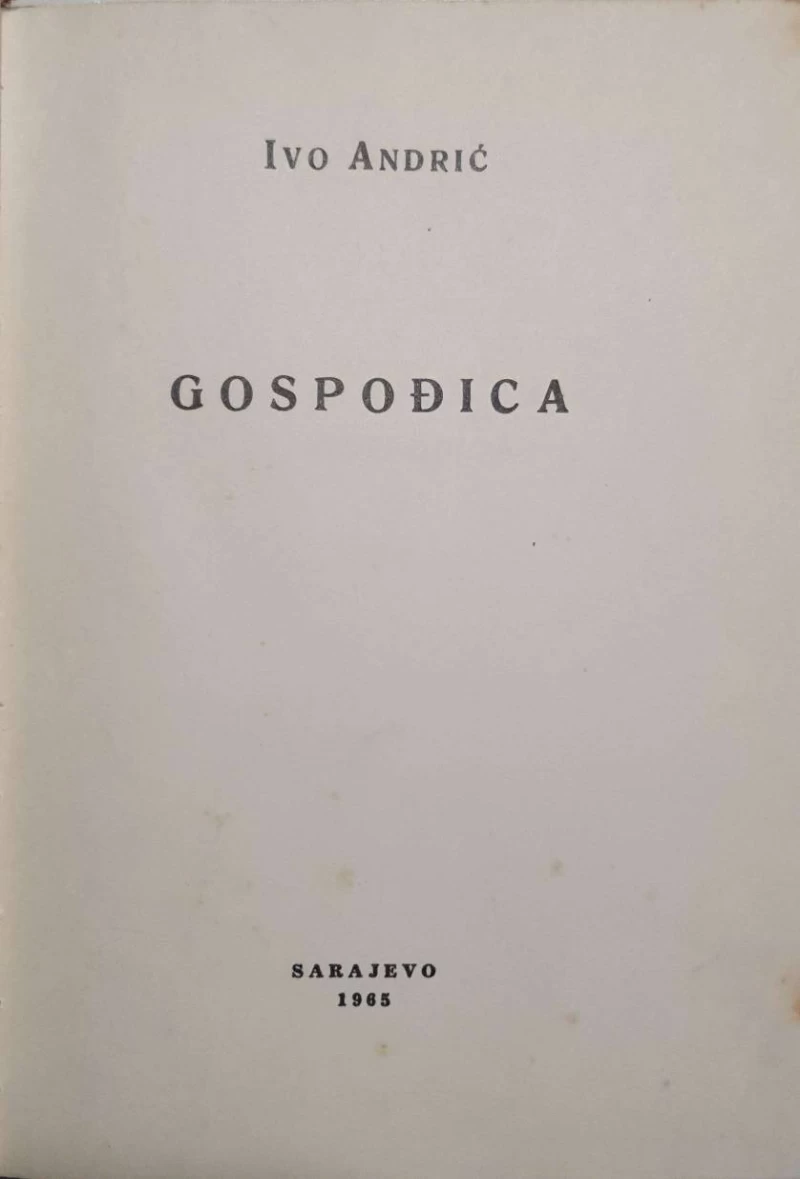 Ivo Andrić
GOSPOĐICA
SARAJEVO
1965